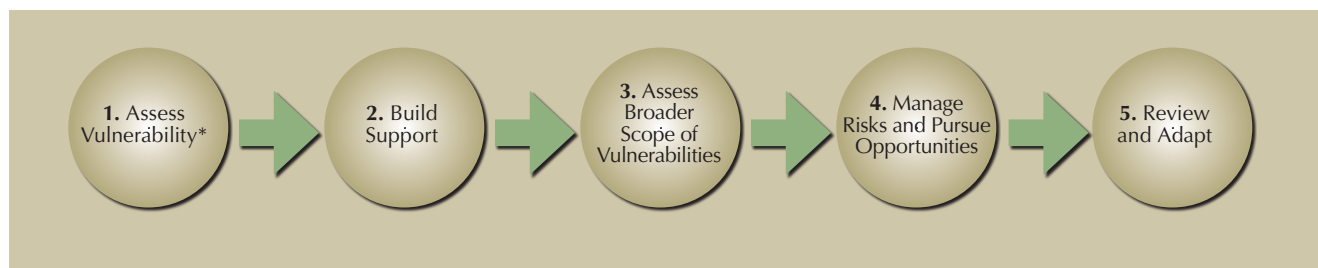 1. Assess
Vulnerability*
2. Build
Support
3. Assess
Broader
Scope of
Vulnerabilities
4. Manage
Risks and Pursue
Opportunities
5. Review
and Adapt